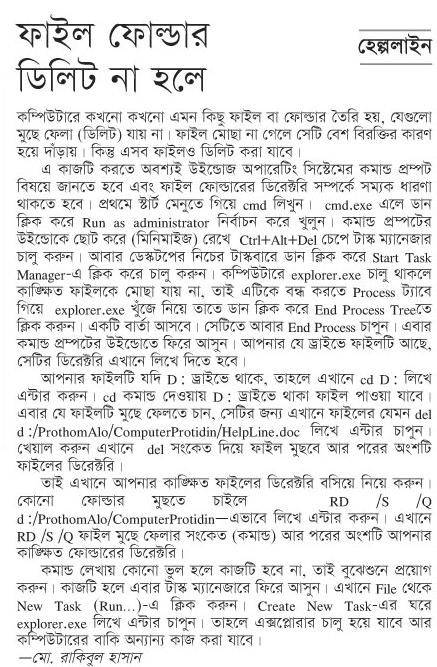 ফাইল ফোল্ডার
ডিলিট না হলে
হেল্পলাইন
কম্পিউটারে কখনো কখনো এমন কিছু ফাইল বা ফোল্ডার তৈরি হয়, যেগুলো
মুছে ফেলা (ডিলিট) যায় না। ফাইল মোছা না গেলে সেটি বেশ বিরক্তির কারণ
হয়ে দাঁড়ায়। কিন্তু এসব ফাইলও ডিলিট করা যাবে।
এ কাজটি করতে অবশ্যই উইন্ডোজ অপারেটিং সিস্টেমের কমান্ড প্রম্পট
বিষয়ে জানতে হবে এবং ফাইল ফোল্ডারের ডিরেক্টরি সম্পর্কে সম্যক ধারণা
থাকতে হবে। প্রথমে স্টার্ট মেনুতে গিয়ে cmd লিখুন। cmd.exe এলে ডান
ক্লিক করে Run as administrator নির্বাচন করে খুলুন। কমান্ড প্রম্পটের
উইন্ডোকে ছোট করে (মিনিমাইজ) রেখে Ctrl+Alt+Del চেপে টাস্ক ম্যানেজার
চালু করুন। আবার ডেস্কটপের নিচের টাস্কবারে ডান ক্লিক করে Start Task
Manager-এ ক্লিক করে চালু করুন। কম্পিউটারে explorer.exe চালু থাকলে
কাঙ্ক্ষিত ফাইলকে মোছা যায় না, তাই এটিকে বন্ধ করতে Process ট্যাবে
গিয়ে explorer.exe খুঁজে নিয়ে তাতে ডান ক্লিক করে End Process Treeতে
ক্লিক করুন। একটি বার্তা আসবে। সেটিতে আবার End Process চাপুন। এবার
কমান্ড প্রম্পটের উইন্ডোতে ফিরে আসুন। আপনার যে ড্রাইভে ফাইলটি আছে,
সেটির ডিরেক্টরি এখানে লিখে দিতে হবে।
আপনার ফাইলটি যদি D : ড্রাইভে থাকে, তাহলে এখানে cd D : লিখে
এন্টার করুন। cd কমান্ড দেওয়ায় D : ড্রাইভে থাকা ফাইল পাওয়া যাবে।
এবার যে ফাইলটি মুছে ফেলতে চান, সেটির জন্য এখানে ফাইলের যেমন del
d :/ProthomAlo/ComputerProtidin/HelpLine.doc লিখে এন্টার চাপুন।
খেয়াল করুন এখানে del সংকেত দিয়ে ফাইল মুছবে আর পরের অংশটি
ফাইলের ডিরেক্টরি।
তাই এখানে আপনার কাঙ্ক্ষিত ফাইলের ডিরেক্টরি বসিয়ে নিয়ে করুন।
কোনো ফোল্ডার মুছতে চাইলে RD /S /Q
d :/ProthomAlo/ComputerProtidin—এভাবে লিখে এন্টার করুন। এখানে
RD /S /Q ফাইল মুছে ফেলার সংকেত (কমান্ড) আর পরের অংশটি আপনার
কাঙ্ক্ষিত ফোল্ডারের ডিরেক্টরি।
কমান্ড লেখায় কোনো ভুল হলে কাজটি হবে না, তাই বুঝেশুনে প্রয়োগ
করুন। কাজটি হলে এবার টাস্ক ম্যানেজারে ফিরে আসুন। এখানে File থেকে
New Task (Run...)-এ ক্লিক করুন। Create New Task-এর ঘরে
explorer.exe লিখে এন্টার চাপুন। তাহলে এক্সপ্লোরার চালু হয়ে যাবে আর
কম্পিউটারের বাকি অন্যান্য কাজ করা যাবে।
—মো. রাকিবুল হাসান